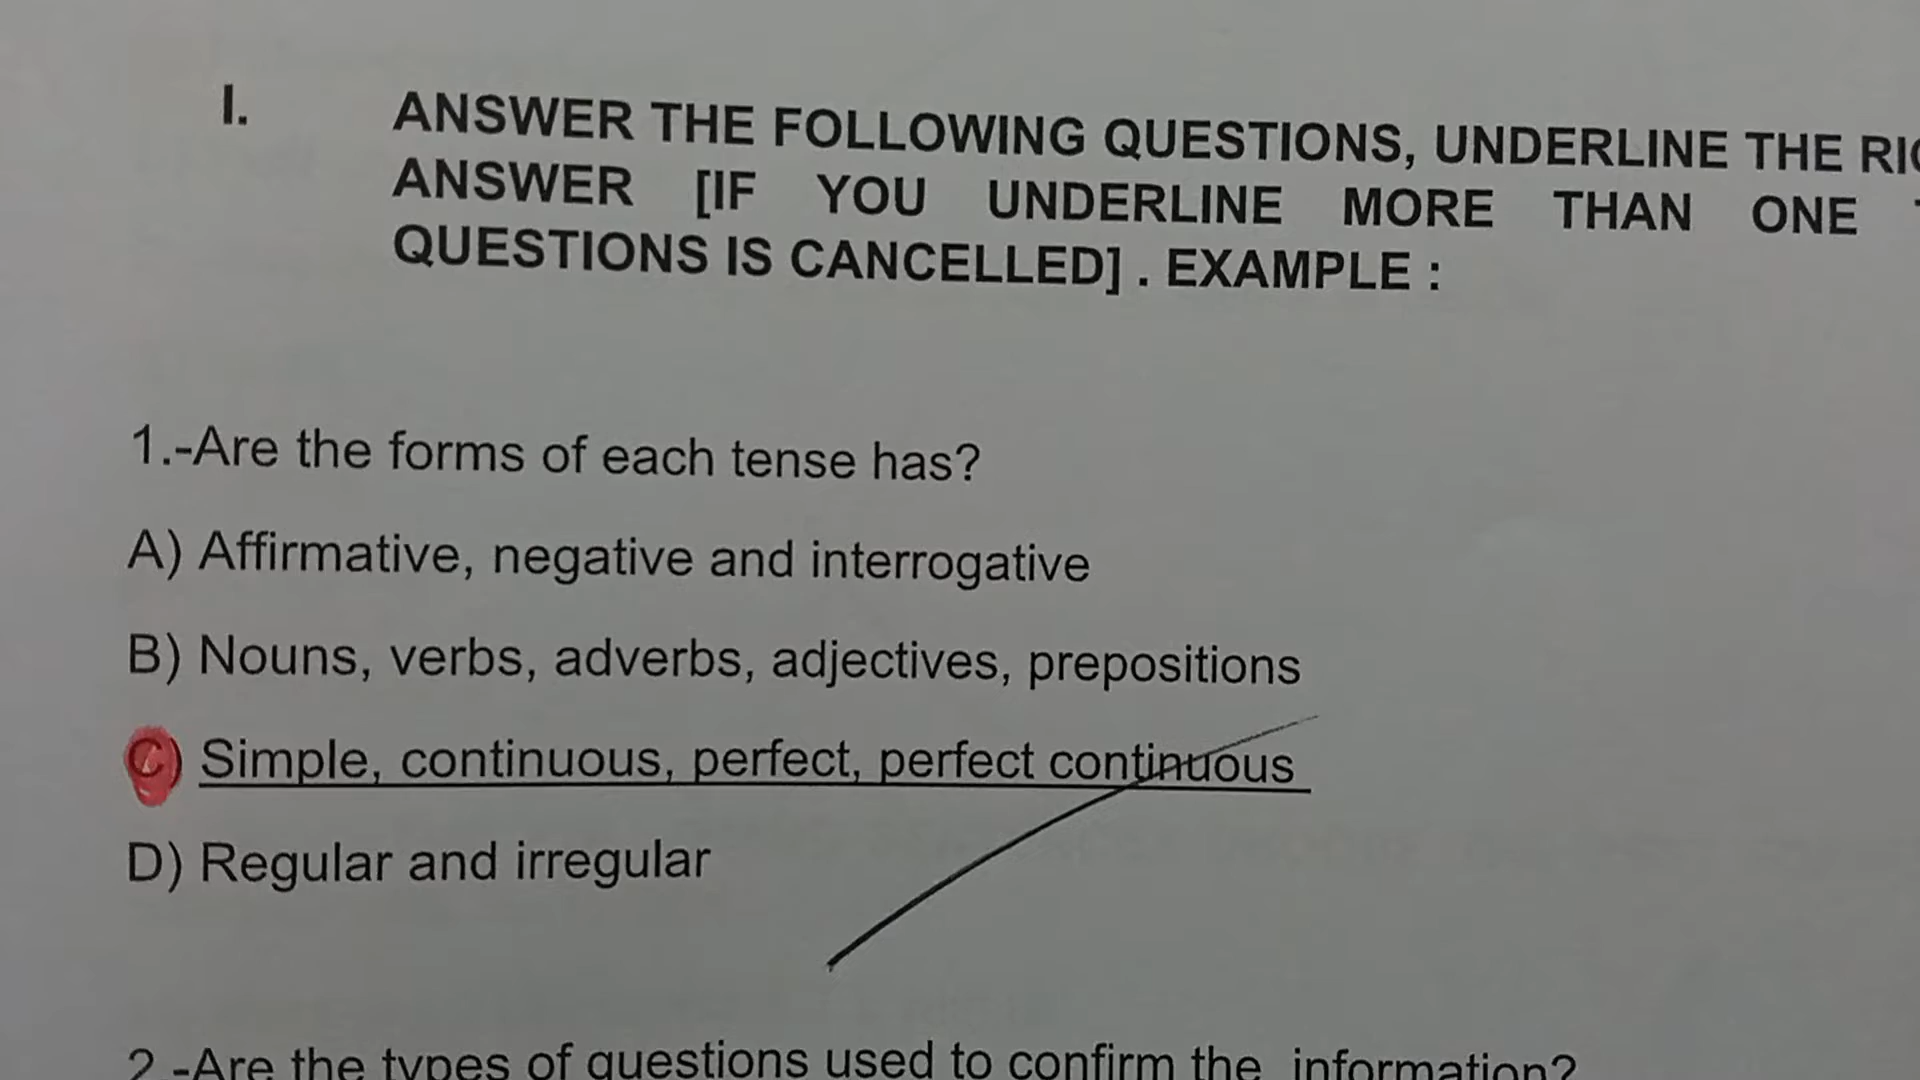 I. ANSWER THE FOLLOWING QUESTIONS, UNDERLINE THE
ANSWER [IF YOU UNDERLINE MORE THAN ONE
QUESTIONS IS CANCELLED] . EXAMPLE :
1.-Are the forms of each tense has?
A) Affirmative, negative and interrogative
B) Nouns, verbs, adverbs, adjectives, prepositions
C) Simple, continuous, perfect, perfect continuous
D) Regular and irregular
2.-Are the types of questions used to confirm the information?